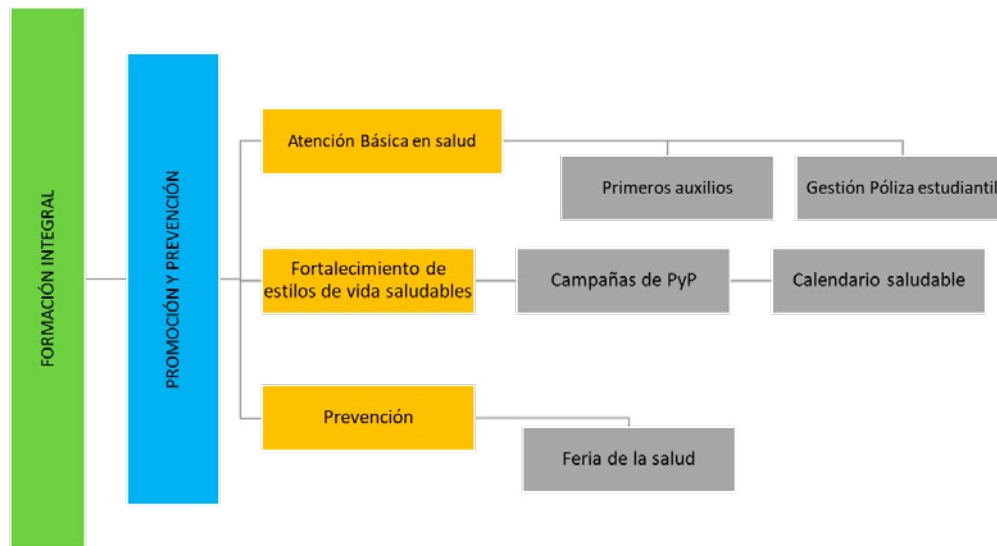 FORMACIÓN INTEGRAL
PROMOCIÓN Y PREVENCIÓN
Atención Básica en salud
Primeros auxilios
Gestión Póliza estudiantil
Fortalecimiento de
estilos de vida saludables
Campañas de PyP
Calendario saludable
Prevención
Feria de la salud